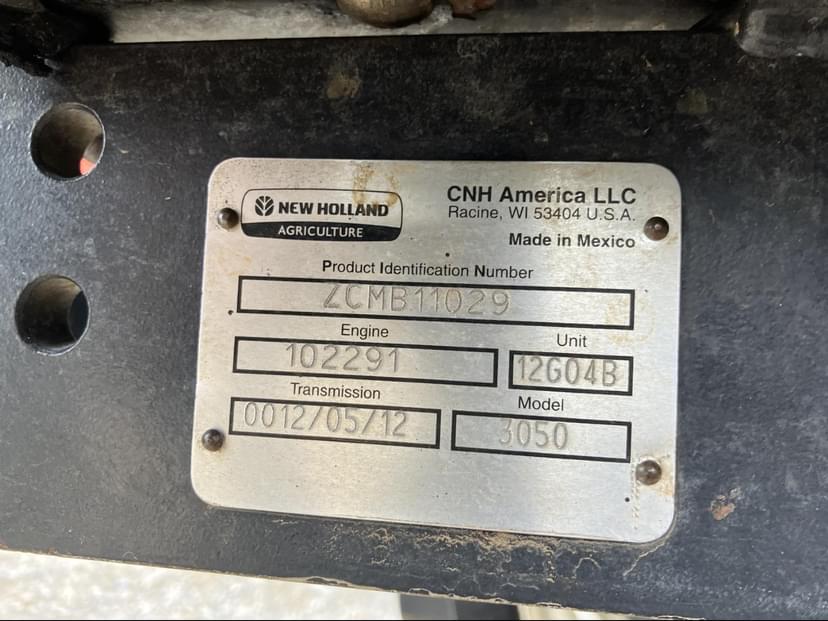 NEW HOLLAND
AGRICULTURE
CNH America LLC
Racine, WI 53404 U.S.A.
Made in Mexico
Product Identification Number
ZCMB11029
Engine
102291
Unit
12G04B
Transmission
0012/05/12
Model
3050